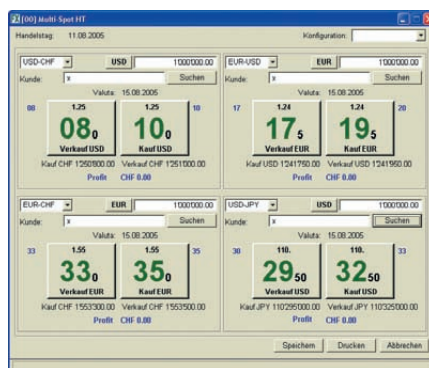 [00] Multi-Spot HT
Handelstag: 11.08.2005 Konfiguration:
USD-CHF USD 1'000'000.00
Kunde: x Suchen
Valuta: 15.08.2005
08 1.25 1.25 10
08 0 10 0
Verkauf USD Kauf USD
Kauf CHF 1'250'800.00 Verkauf CHF 1'251'000.00
Profit CHF 0.00
EUR-USD EUR 1'000'000.00
Kunde: x Suchen
Valuta: 15.08.2005
17 1.24 1.24 20
17 5 19 5
Verkauf EUR Kauf EUR
Kauf USD 1'241'750.00 Verkauf USD 1'241'950.00
Profit CHF 0.00
EUR-CHF EUR 1'000'000.00
Kunde: x Suchen
Valuta: 15.08.2005
33 1.55 1.55 35
33 0 35 0
Verkauf EUR Kauf EUR
Kauf CHF 1'553'300.00 Verkauf CHF 1'553'500.00
Profit CHF 0.00
USD-JPY USD 1'000'000.00
Kunde: x Suchen
Valuta: 15.08.2005
30 110. 110. 33
29 50 32 50
Verkauf USD Kauf USD
Kauf JPY 110'295'000.00 Verkauf JPY 110'325'000.00
Profit CHF 0.00
Speichern Drucken Abbrechen